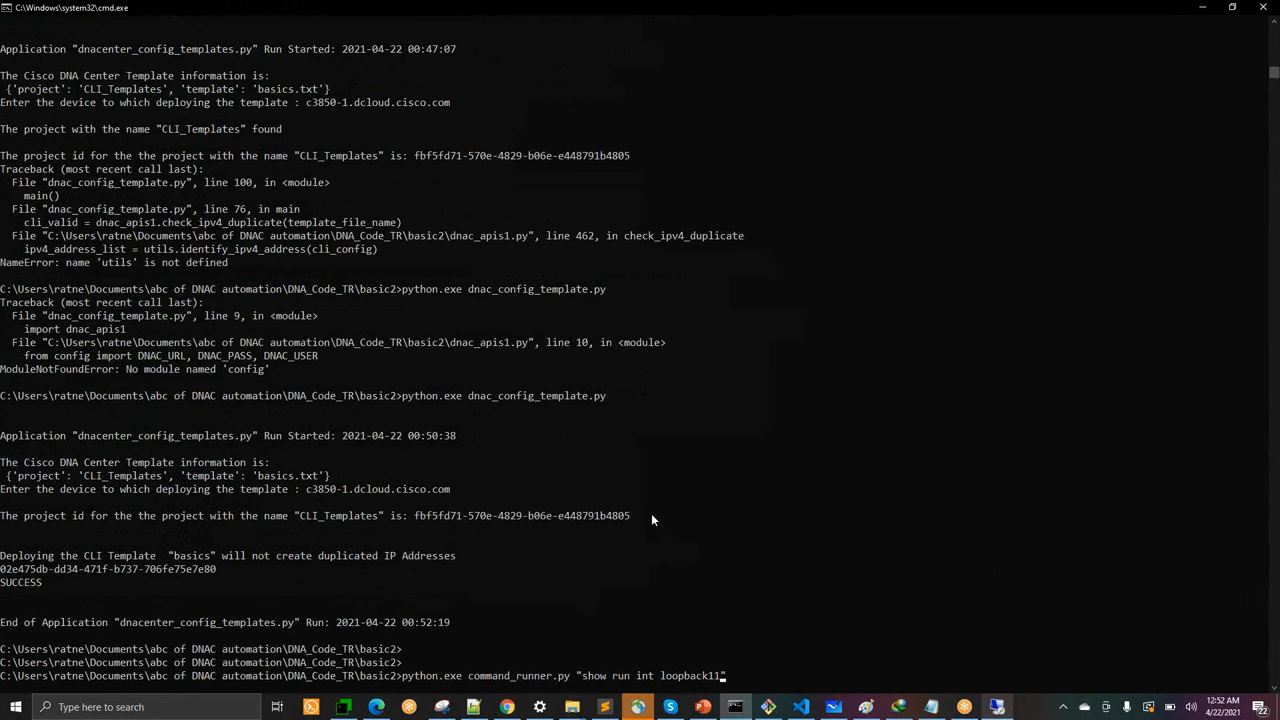 C:\Windows\system32\cmd.exe
Application "dnacenter_config_templates.py" Run Started: 2021-04-22 00:47:07
The Cisco DNA Center Template information is:
{'project': 'CLI_Templates', 'template': 'basics.txt'}
Enter the device to which deploying the template : c3850-1.dcloud.cisco.com
The project with the name "CLI_Templates" found
The project id for the the project with the name "CLI_Templates" is: fbf5fd71-570e-4829-b06e-e448791b4805
Traceback (most recent call last):
File "dnac_config_template.py", line 100, in <module>
main()
File "dnac_config_template.py", line 76, in main
cli_valid = dnac_apis1.check_ipv4_duplicate(template_file_name)
File "C:\Users\ratne\Documents\abc of DNAC automation\DNA_Code_TR\basic2\dnac_apis1.py", line 462, in check_ipv4_duplicate
ipv4_address_list = utils.identify_ipv4_address(cli_config)
NameError: name 'utils' is not defined
C:\Users\ratne\Documents\abc of DNAC automation\DNA_Code_TR\basic2>python.exe dnac_config_template.py
Traceback (most recent call last):
File "dnac_config_template.py", line 9, in <module>
import dnac_apis1
File "C:\Users\ratne\Documents\abc of DNAC automation\DNA_Code_TR\basic2\dnac_apis1.py", line 10, in <module>
from config import DNAC_URL, DNAC_PASS, DNAC_USER
ModuleNotFoundError: No module named 'config'
C:\Users\ratne\Documents\abc of DNAC automation\DNA_Code_TR\basic2>python.exe dnac_config_template.py
Application "dnacenter_config_templates.py" Run Started: 2021-04-22 00:50:38
The Cisco DNA Center Template information is:
{'project': 'CLI_Templates', 'template': 'basics.txt'}
Enter the device to which deploying the template : c3850-1.dcloud.cisco.com
The project id for the the project with the name "CLI_Templates" is: fbf5fd71-570e-4829-b06e-e448791b4805
Deploying the CLI Template  "basics" will not create duplicated IP Addresses
02e475db-dd34-471f-b737-706fe75e7e80
SUCCESS
End of Application "dnacenter_config_templates.py" Run: 2021-04-22 00:52:19
C:\Users\ratne\Documents\abc of DNAC automation\DNA_Code_TR\basic2>
C:\Users\ratne\Documents\abc of DNAC automation\DNA_Code_TR\basic2>
C:\Users\ratne\Documents\abc of DNAC automation\DNA_Code_TR\basic2>python.exe command_runner.py "show run int loopback11"
Type here to search
12:52 AM
4/22/2021